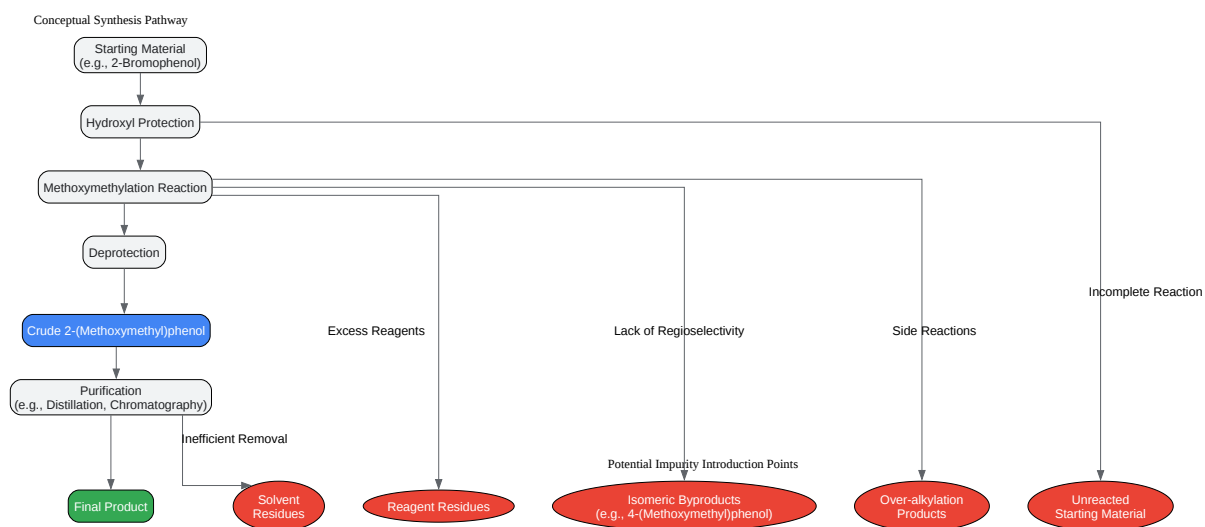 Conceptual Synthesis Pathway
Starting Material
(e.g., 2-Bromophenol)
Hydroxyl Protection
Methoxymethylation Reaction
Deprotection
Incomplete Reaction
Crude 2-(Methoxymethyl)phenol
Excess Reagents
Lack of Regioselectivity
Side Reactions
Purification
(e.g., Distillation, Chromatography)
Inefficient Removal
Potential Impurity Introduction Points
Final Product
Solvent
Residues
Reagent Residues
Isomeric Byproducts
(e.g., 4-(Methoxymethyl)phenol)
Over-alkylation
Products
Unreacted
Starting Material